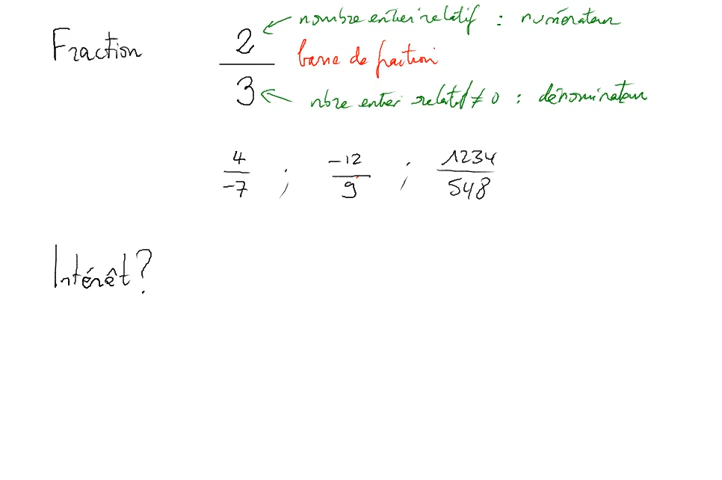 nombre entier relatif : numérateur
Fraction 2/3 barre de fraction
nbre entier relatif ≠ 0 : dénominateur
4/-7 ; -12/9 ; 1234/548
Intérêt ?